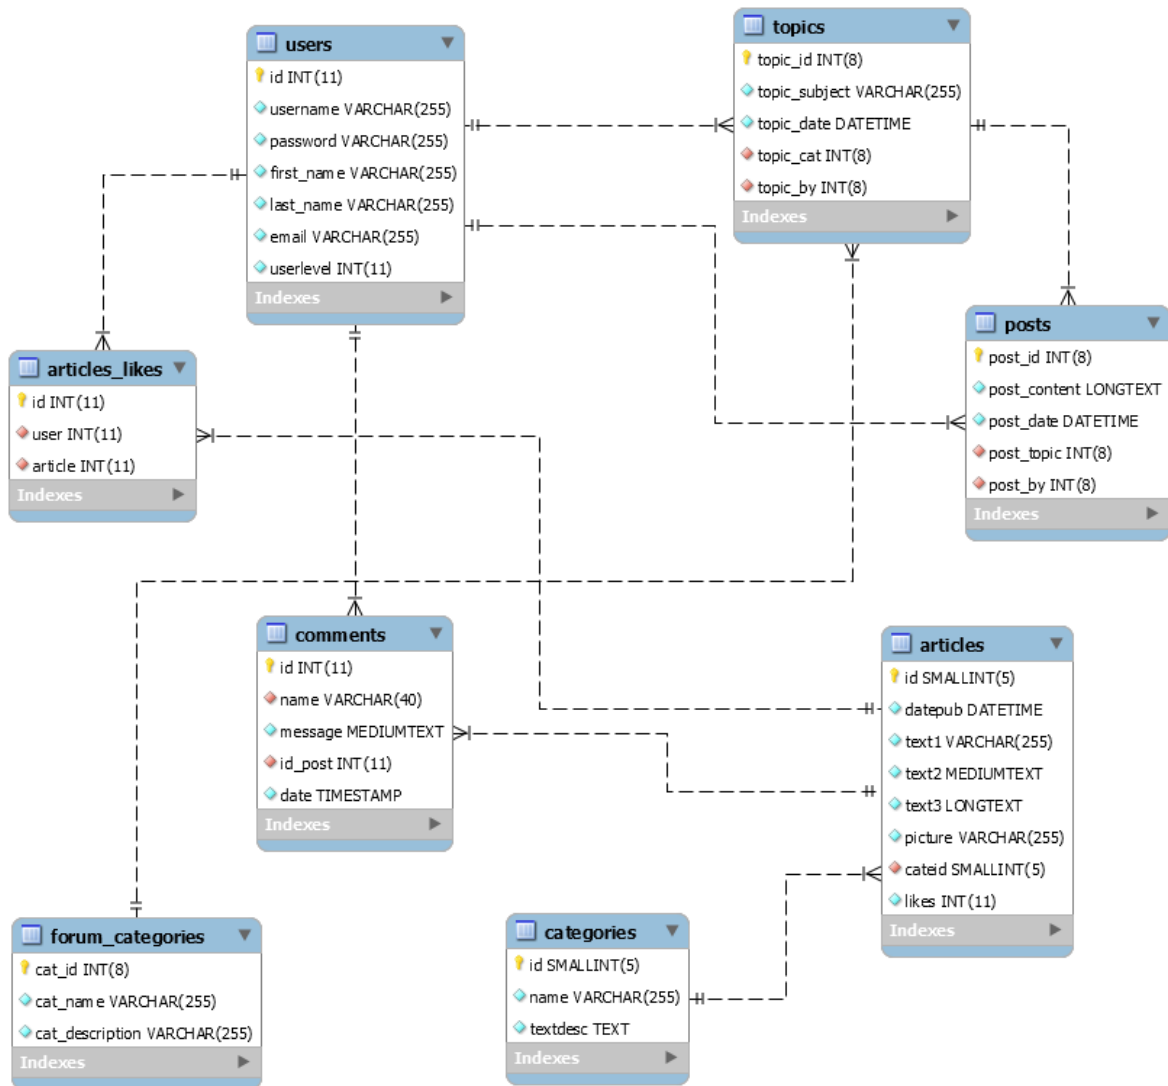 users
id INT(11)
username VARCHAR(255)
password VARCHAR(255)
first_name VARCHAR(255)
last_name VARCHAR(255)
email VARCHAR(255)
userlevel INT(11)
Indexes
topics
topic_id INT(8)
topic_subject VARCHAR(255)
topic_date DATETIME
topic_cat INT(8)
topic_by INT(8)
Indexes
posts
post_id INT(8)
post_content LONGTEXT
post_date DATETIME
post_topic INT(8)
post_by INT(8)
Indexes
articles_likes
id INT(11)
user INT(11)
article INT(11)
Indexes
comments
id INT(11)
name VARCHAR(40)
message MEDIUMTEXT
id_post INT(11)
date TIMESTAMP
Indexes
articles
id SMALLINT(5)
datepub DATETIME
text1 VARCHAR(255)
text2 MEDIUMTEXT
text3 LONGTEXT
picture VARCHAR(255)
cateid SMALLINT(5)
likes INT(11)
Indexes
forum_categories
cat_id INT(8)
cat_name VARCHAR(255)
cat_description VARCHAR(255)
Indexes
categories
id SMALLINT(5)
name VARCHAR(255)
textdesc TEXT
Indexes